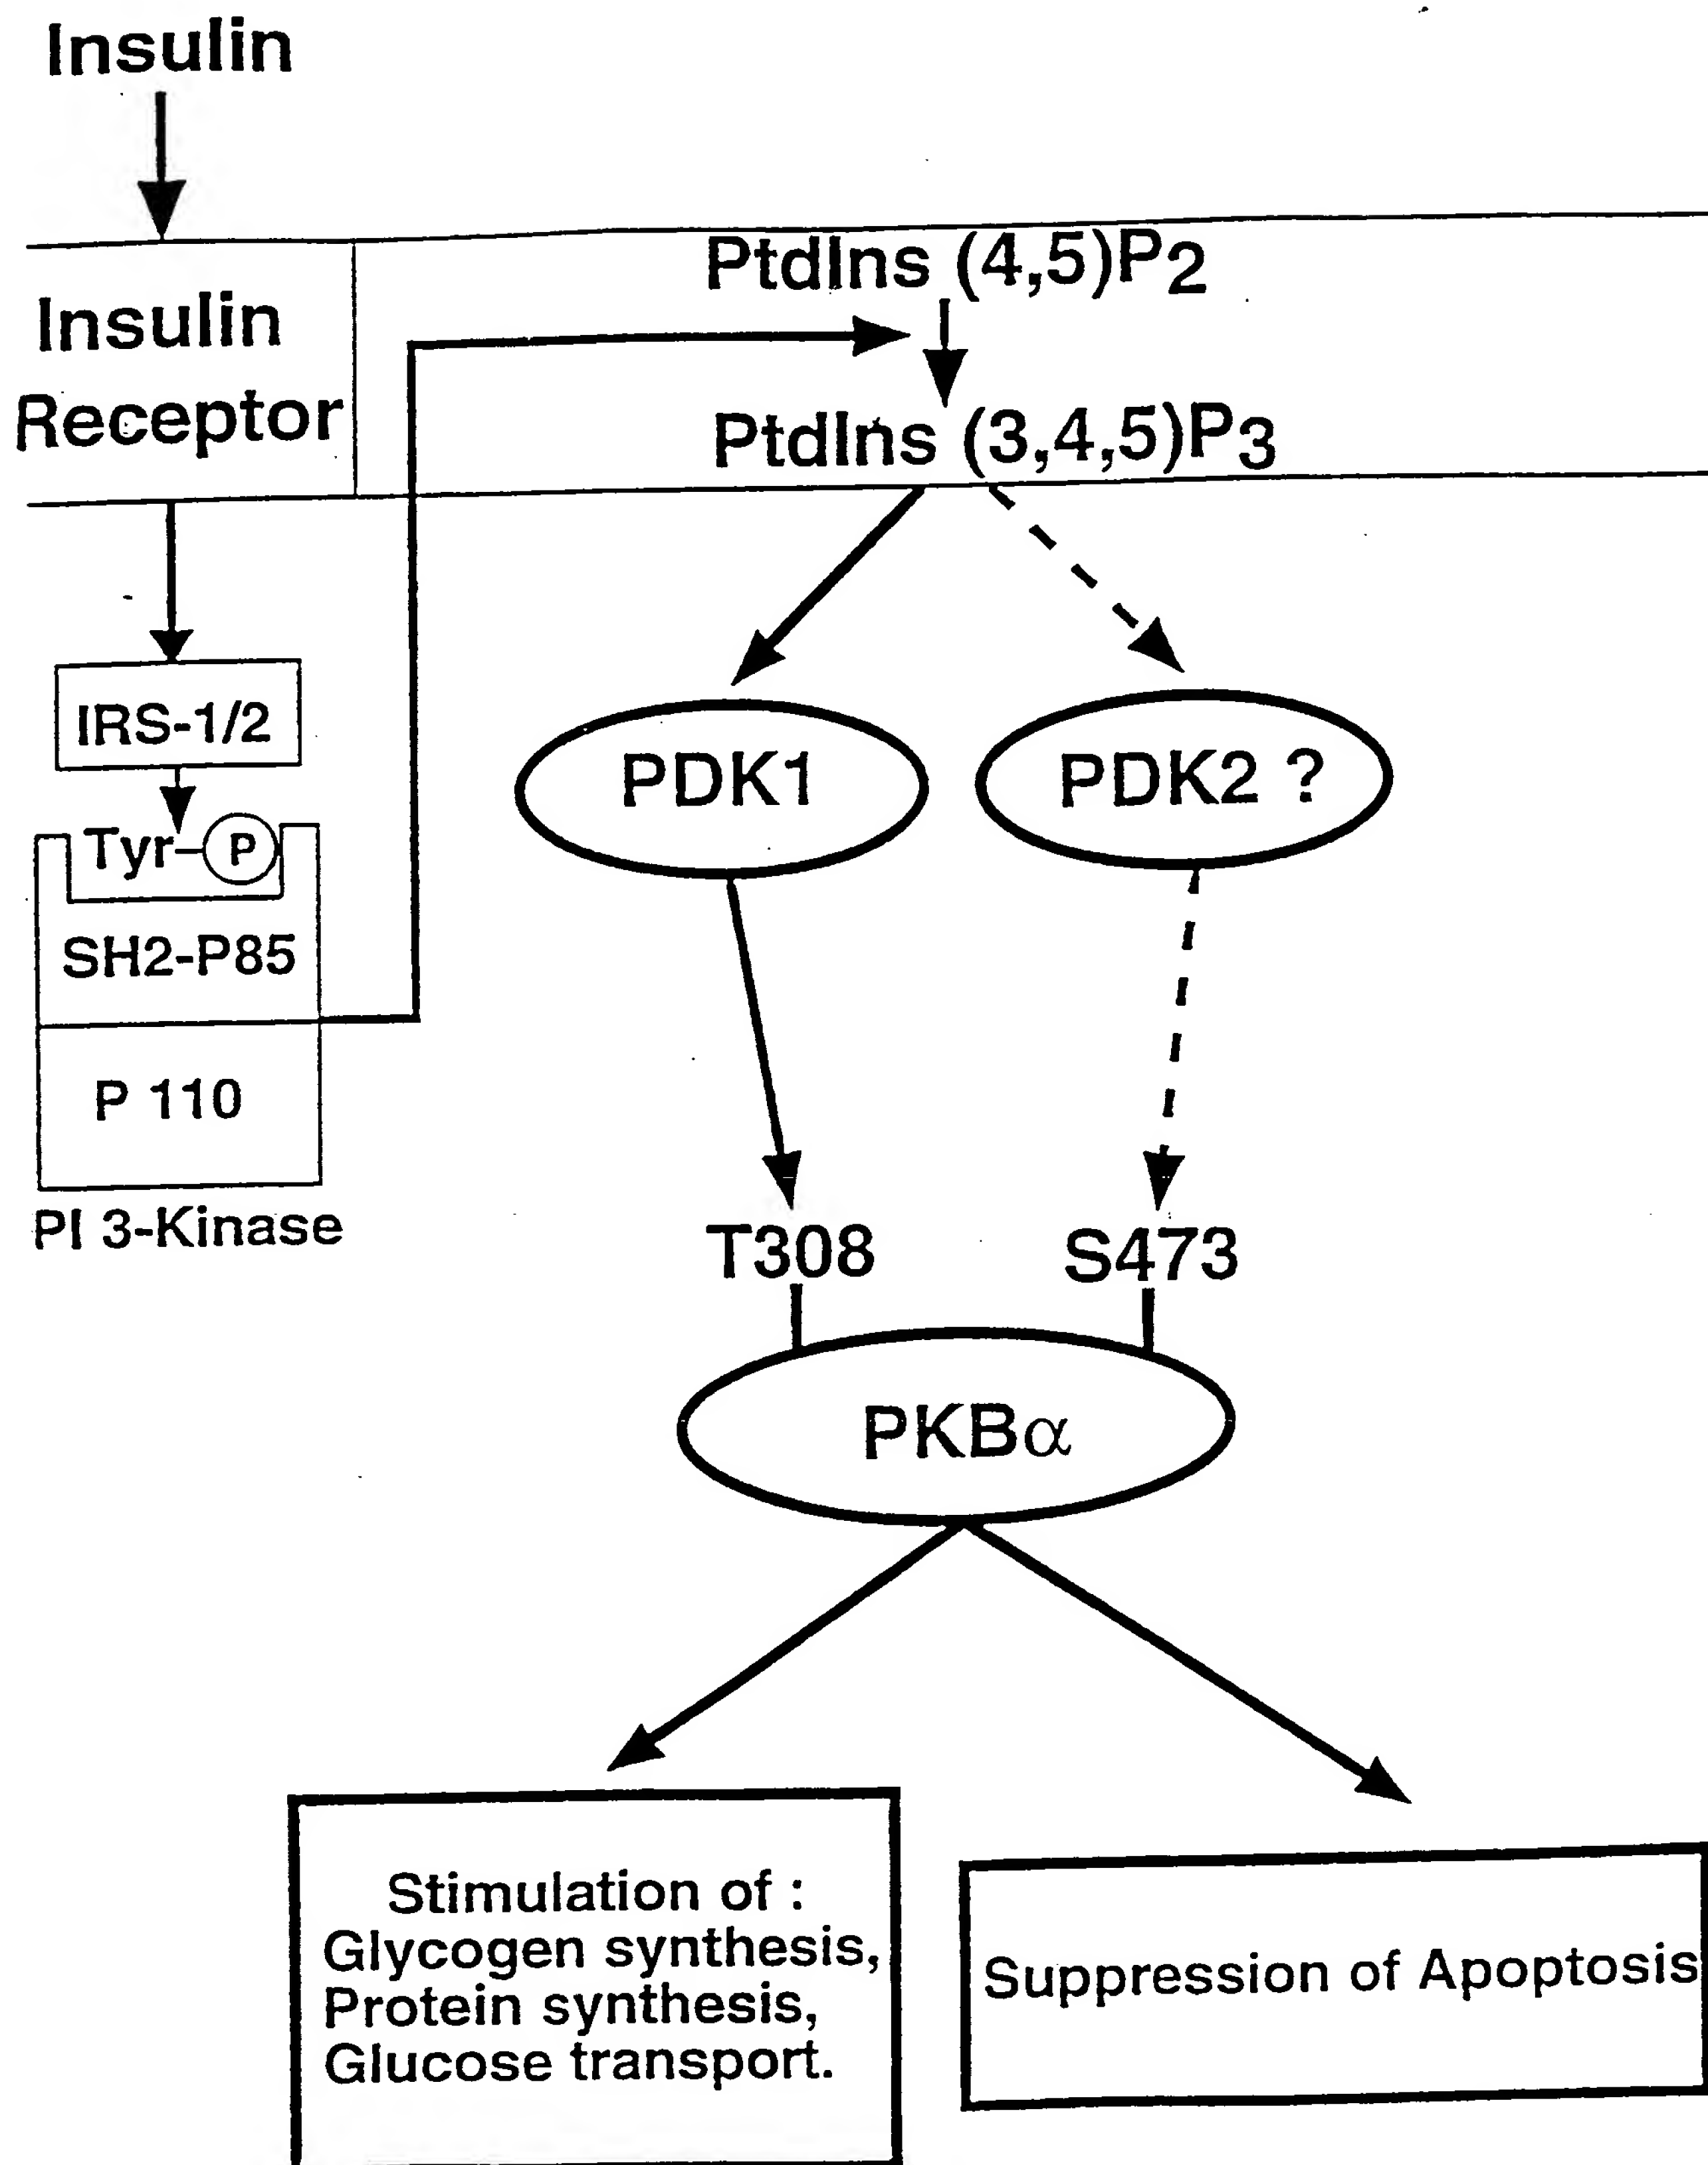 Insulin
Insulin
Receptor
PtdIns (4,5)P2
PtdIns (3,4,5)P3
IRS-1/2
Tyr-P
SH2-P85
P 110
PI 3-Kinase
PDK1
PDK2 ?
T308
S473
PKBα
Stimulation of :
Glycogen synthesis,
Protein synthesis,
Glucose transport.
Suppression of Apoptosis